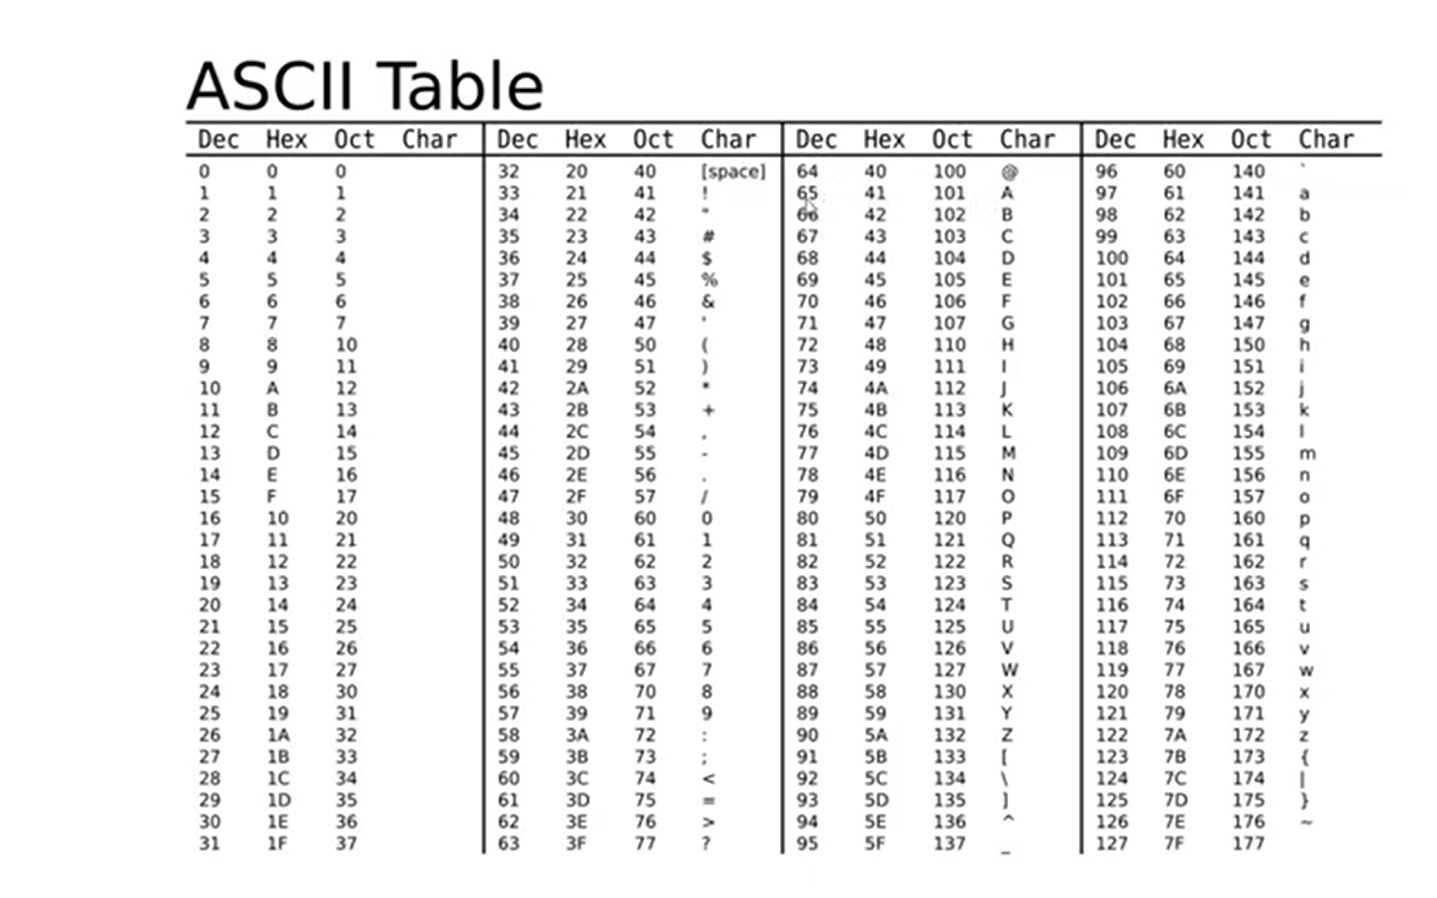 ASCII Table
Dec Hex Oct Char Dec Hex Oct Char Dec Hex Oct Char Dec Hex Oct Char
0 0 0 32 20 40 [space] 64 40 100 @ 96 60 140 `
1 1 1 33 21 41 ! 65 41 101 A 97 61 141 a
2 2 2 34 22 42 " 66 42 102 B 98 62 142 b
3 3 3 35 23 43 # 67 43 103 C 99 63 143 c
4 4 4 36 24 44 $ 68 44 104 D 100 64 144 d
5 5 5 37 25 45 % 69 45 105 E 101 65 145 e
6 6 6 38 26 46 & 70 46 106 F 102 66 146 f
7 7 7 39 27 47 ' 71 47 107 G 103 67 147 g
8 8 10 40 28 50 ( 72 48 110 H 104 68 150 h
9 9 11 41 29 51 ) 73 49 111 I 105 69 151 i
10 A 12 42 2A 52 * 74 4A 112 J 106 6A 152 j
11 B 13 43 2B 53 + 75 4B 113 K 107 6B 153 k
12 C 14 44 2C 54 , 76 4C 114 L 108 6C 154 l
13 D 15 45 2D 55 - 77 4D 115 M 109 6D 155 m
14 E 16 46 2E 56 . 78 4E 116 N 110 6E 156 n
15 F 17 47 2F 57 / 79 4F 117 O 111 6F 157 o
16 10 20 48 30 60 0 80 50 120 P 112 70 160 p
17 11 21 49 31 61 1 81 51 121 Q 113 71 161 q
18 12 22 50 32 62 2 82 52 122 R 114 72 162 r
19 13 23 51 33 63 3 83 53 123 S 115 73 163 s
20 14 24 52 34 64 4 84 54 124 T 116 74 164 t
21 15 25 53 35 65 5 85 55 125 U 117 75 165 u
22 16 26 54 36 66 6 86 56 126 V 118 76 166 v
23 17 27 55 37 67 7 87 57 127 W 119 77 167 w
24 18 30 56 38 70 8 88 58 130 X 120 78 170 x
25 19 31 57 39 71 9 89 59 131 Y 121 79 171 y
26 1A 32 58 3A 72 : 90 5A 132 Z 122 7A 172 z
27 1B 33 59 3B 73 ; 91 5B 133 [ 123 7B 173 {
28 1C 34 60 3C 74 < 92 5C 134 \ 124 7C 174 |
29 1D 35 61 3D 75 = 93 5D 135 ] 125 7D 175 }
30 1E 36 62 3E 76 > 94 5E 136 ^ 126 7E 176 ~
31 1F 37 63 3F 77 ? 95 5F 137 _ 127 7F 177